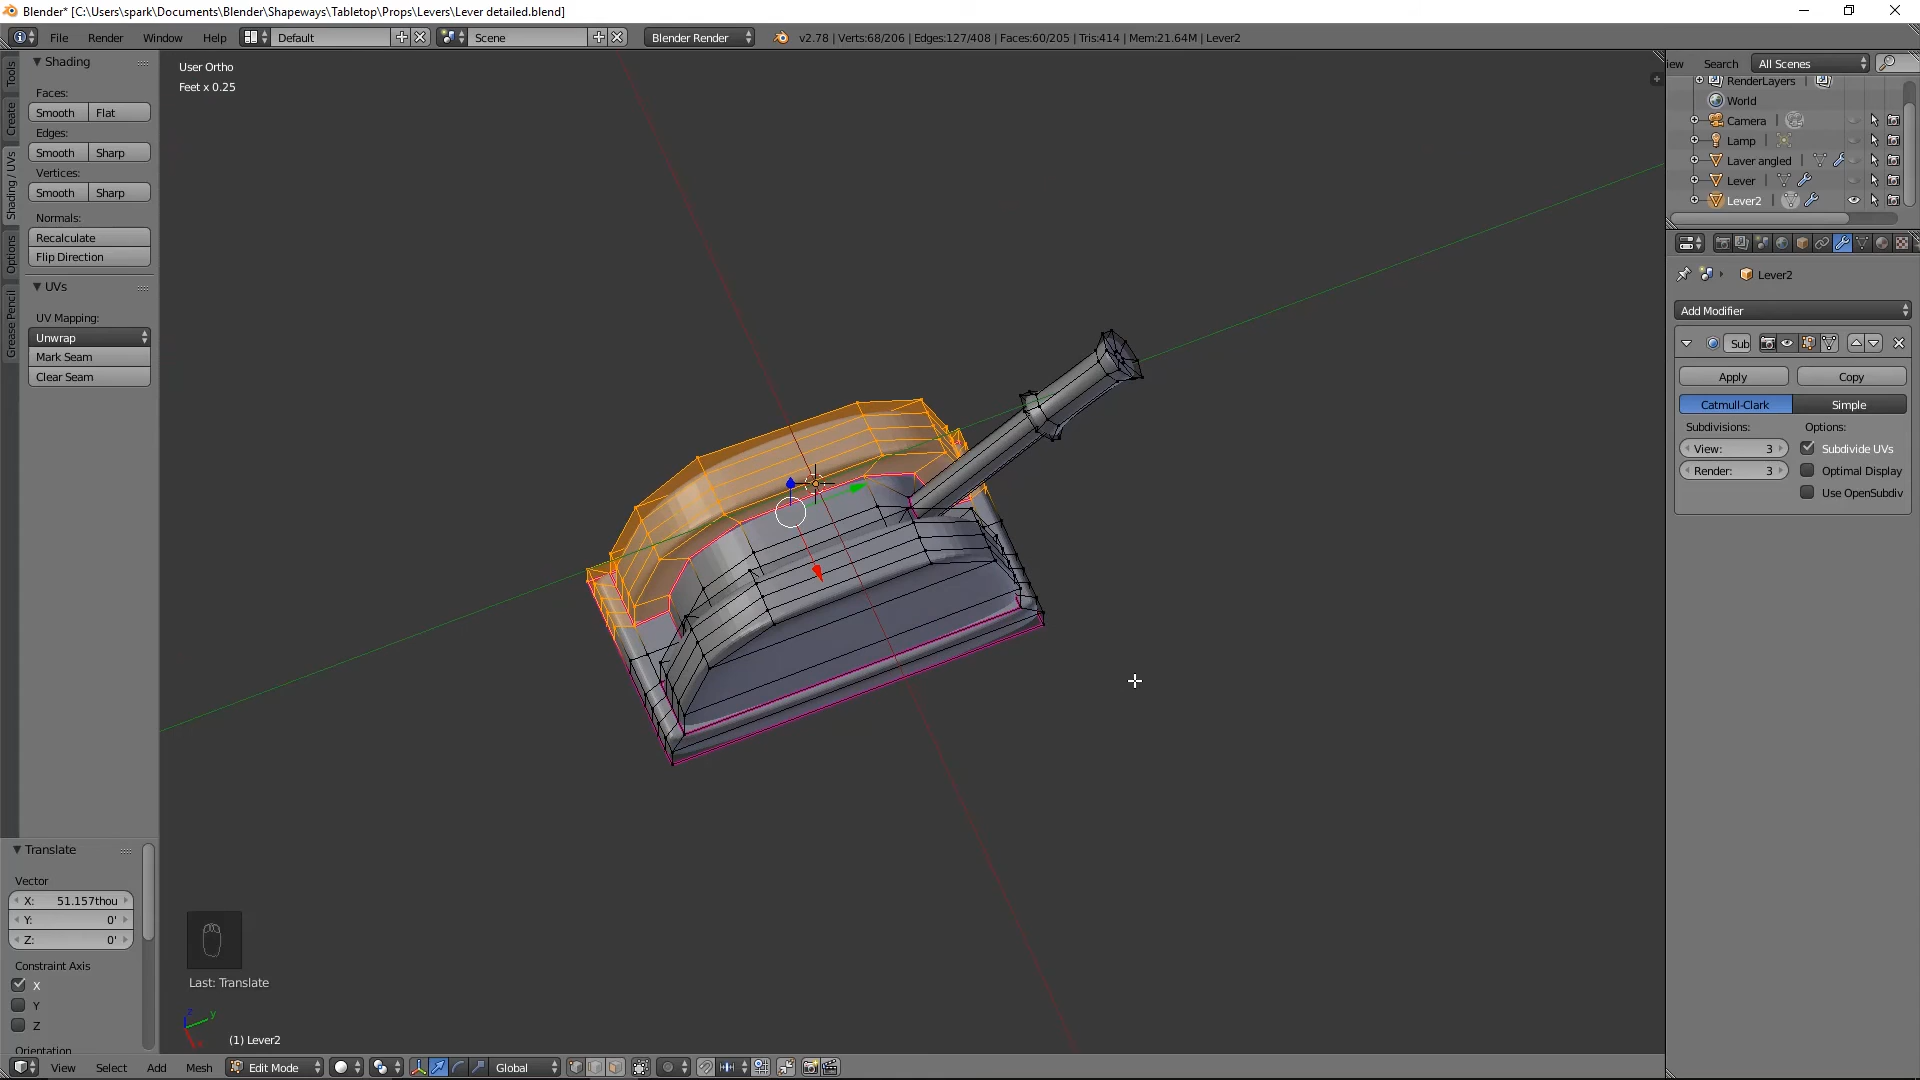 Blender* [C:\Users\spark\Documents\Blender\Shapeways\Tabletop\Props\Levers\Lever detailed.blend]
File Render Window Help Default Scene Blender Render v2.78 | Verts:68/206 | Edges:127/408 | Faces:60/205 | Tris:414 | Mem:21.64M | Lever2
Tools
Create
Shading / UVs
Options
Grease Pencil
Shading
Faces:
Smooth Flat
Edges:
Smooth Sharp
Vertices:
Smooth Sharp
Normals:
Recalculate
Flip Direction
UVs
UV Mapping:
Unwrap
Mark Seam
Clear Seam
Translate
Vector
X: 51.157thou
Y: 0'
Z: 0'
Constraint Axis
X
Y
Z
Orientation
User Ortho
Feet x 0.25
Last: Translate
z y x
(1) Lever2
View Select Add Mesh Edit Mode Global
iew Search All Scenes
RenderLayers
World
Camera
Lamp
Laver angled
Lever
Lever2
Lever2
Add Modifier
Sub
Apply Copy
Catmull-Clark Simple
Subdivisions: Options:
View: 3 Subdivide UVs
Render: 3 Optimal Display
Use OpenSubdiv